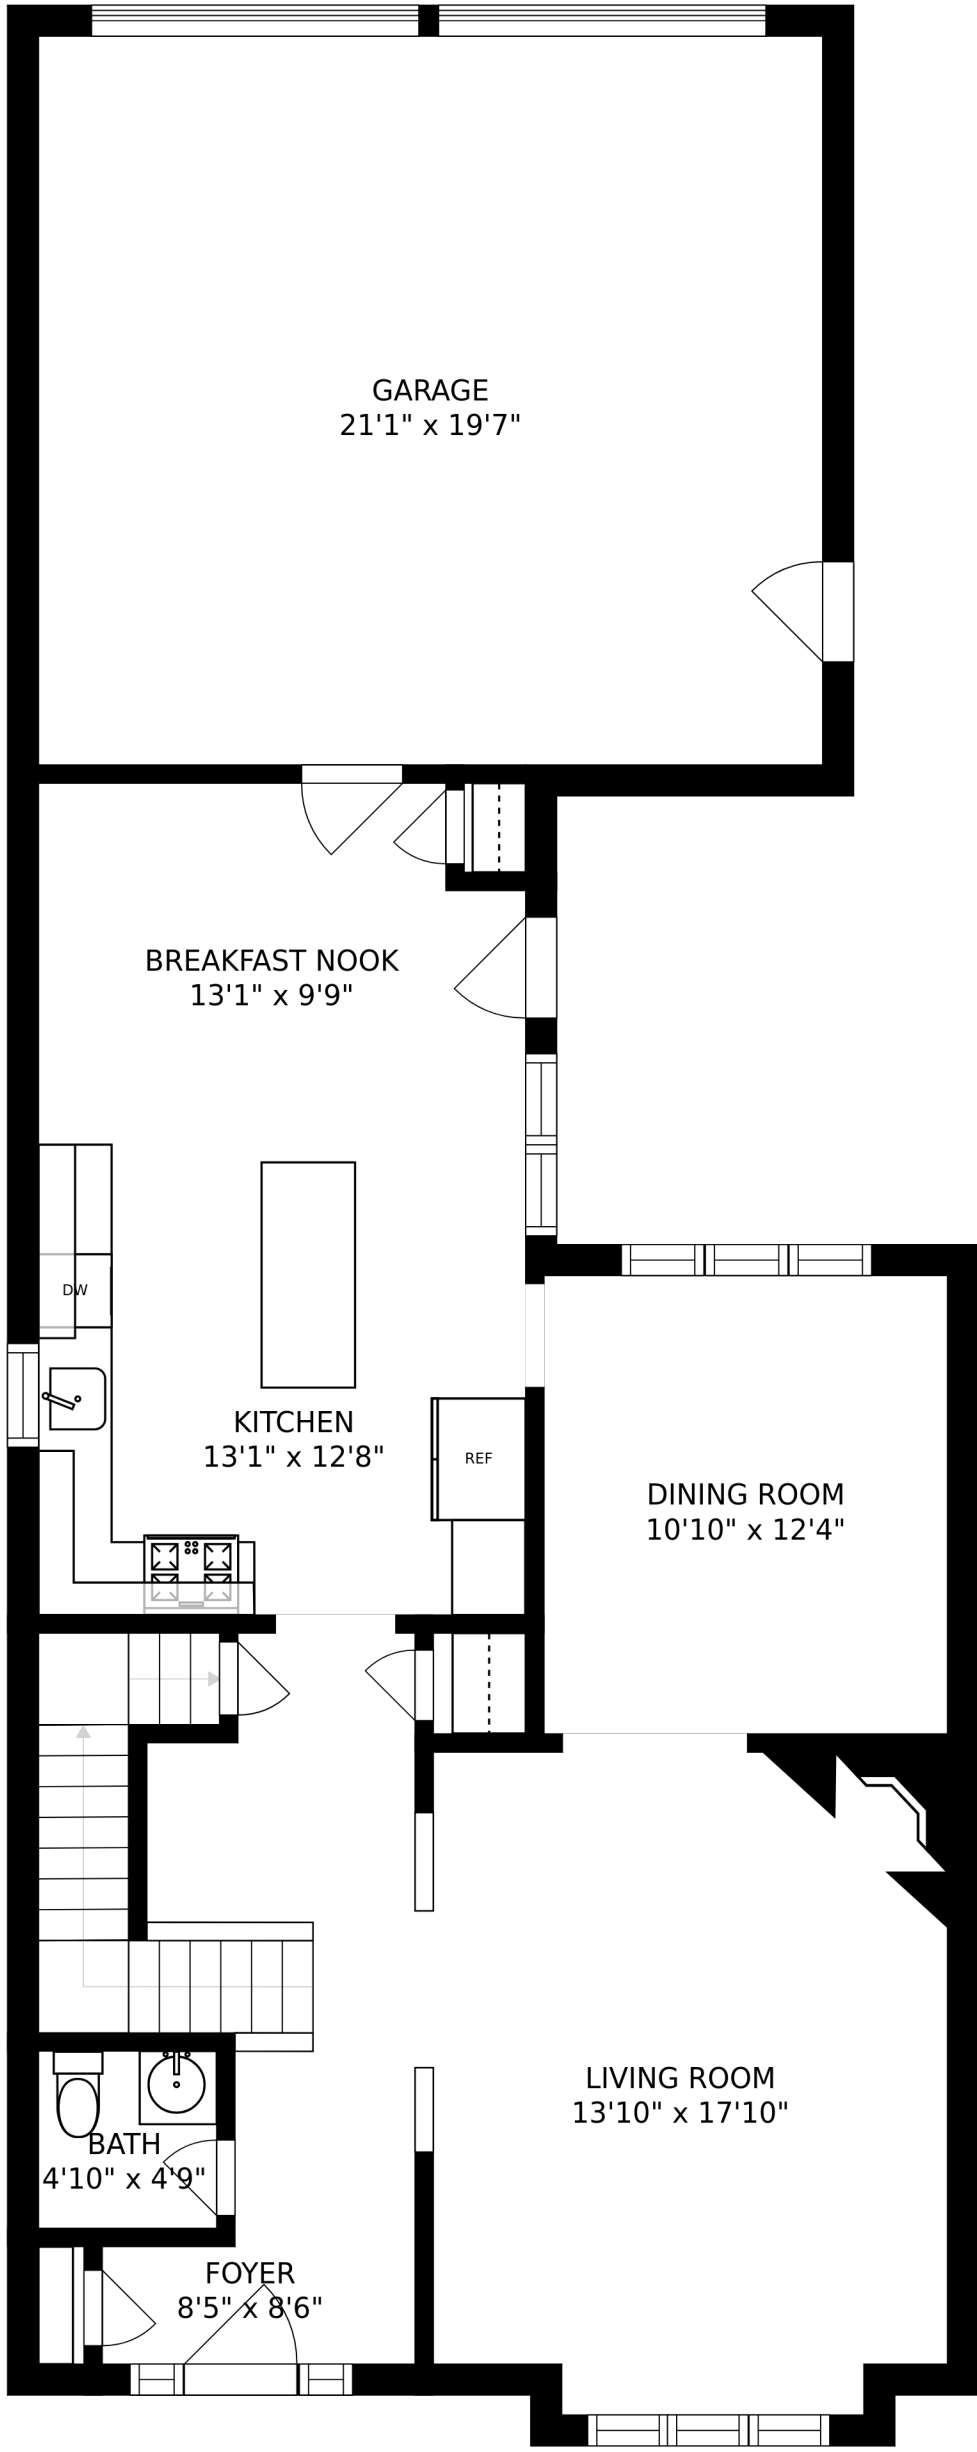 GARAGE
21'1" x 19'7"
BREAKFAST NOOK
13'1" x 9'9"
DW
KITCHEN
13'1" x 12'8"
REF
DINING ROOM
10'10" x 12'4"
LIVING ROOM
13'10" x 17'10"
BATH
4'10" x 4'9"
FOYER
8'5" x 8'6"